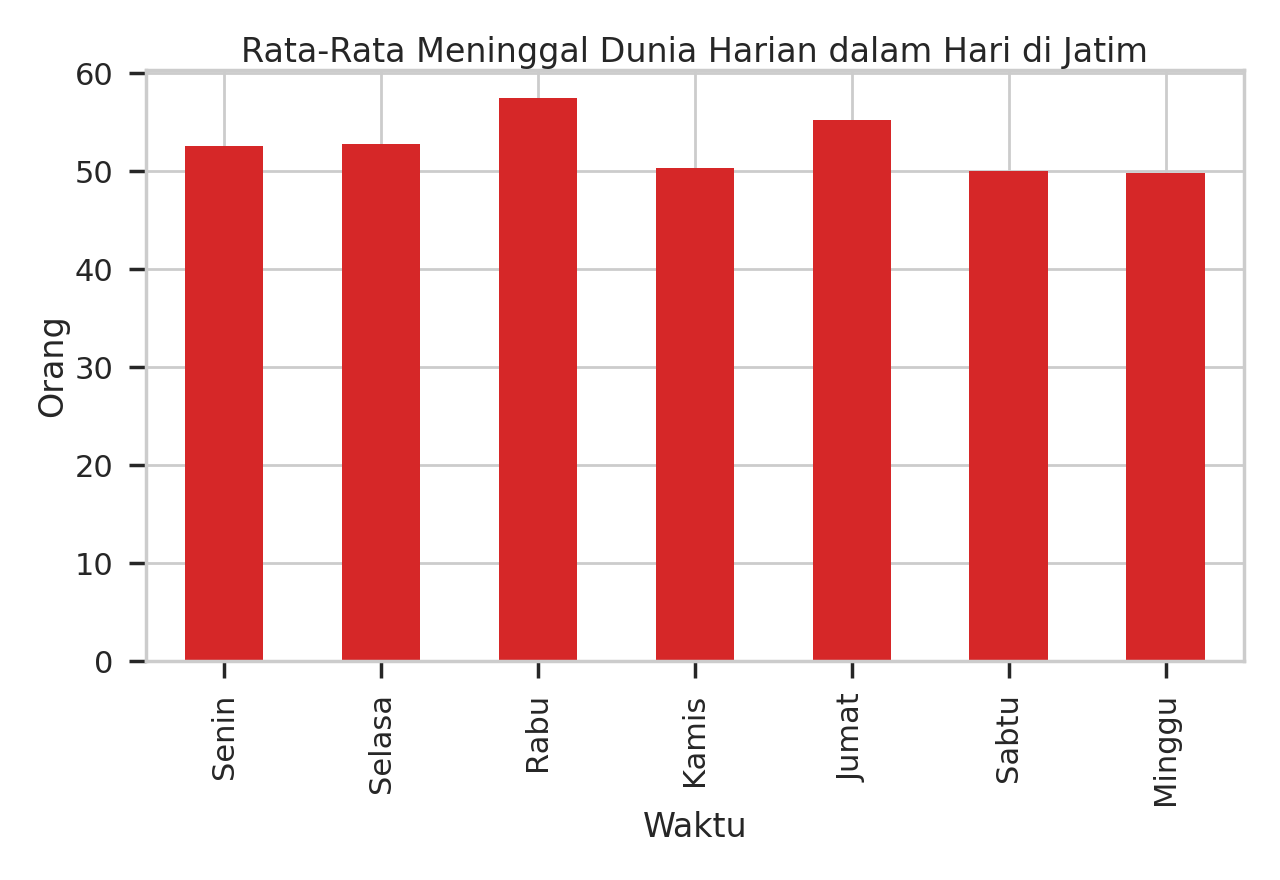 Rata-Rata Meninggal Dunia Harian dalam Hari di Jatim
60
50
40
30
20
10
0
Orang
Senin
Selasa
Rabu
Kamis
Jumat
Sabtu
Minggu
Waktu